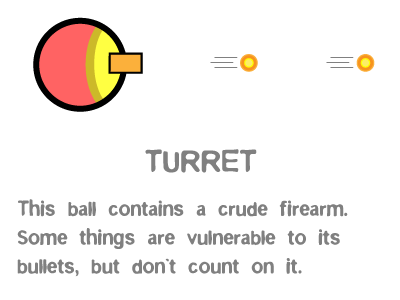 TURRET
This ball contains a crude firearm.
Some things are vulnerable to its
bullets, but don't count on it.